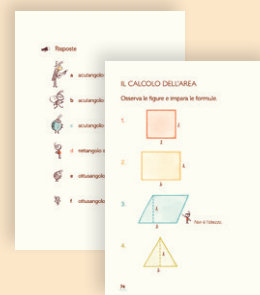 Risposte
a acutangolo
b acutangolo
c acutangolo
d rettangolo
e ottusangolo
f ottusangolo
IL CALCOLO DELL'AREA
Osserva le figure e impara le formule.
1.
l
l
2.
h
b
3.
h
b
Non è l'altezza.
4.
h
b